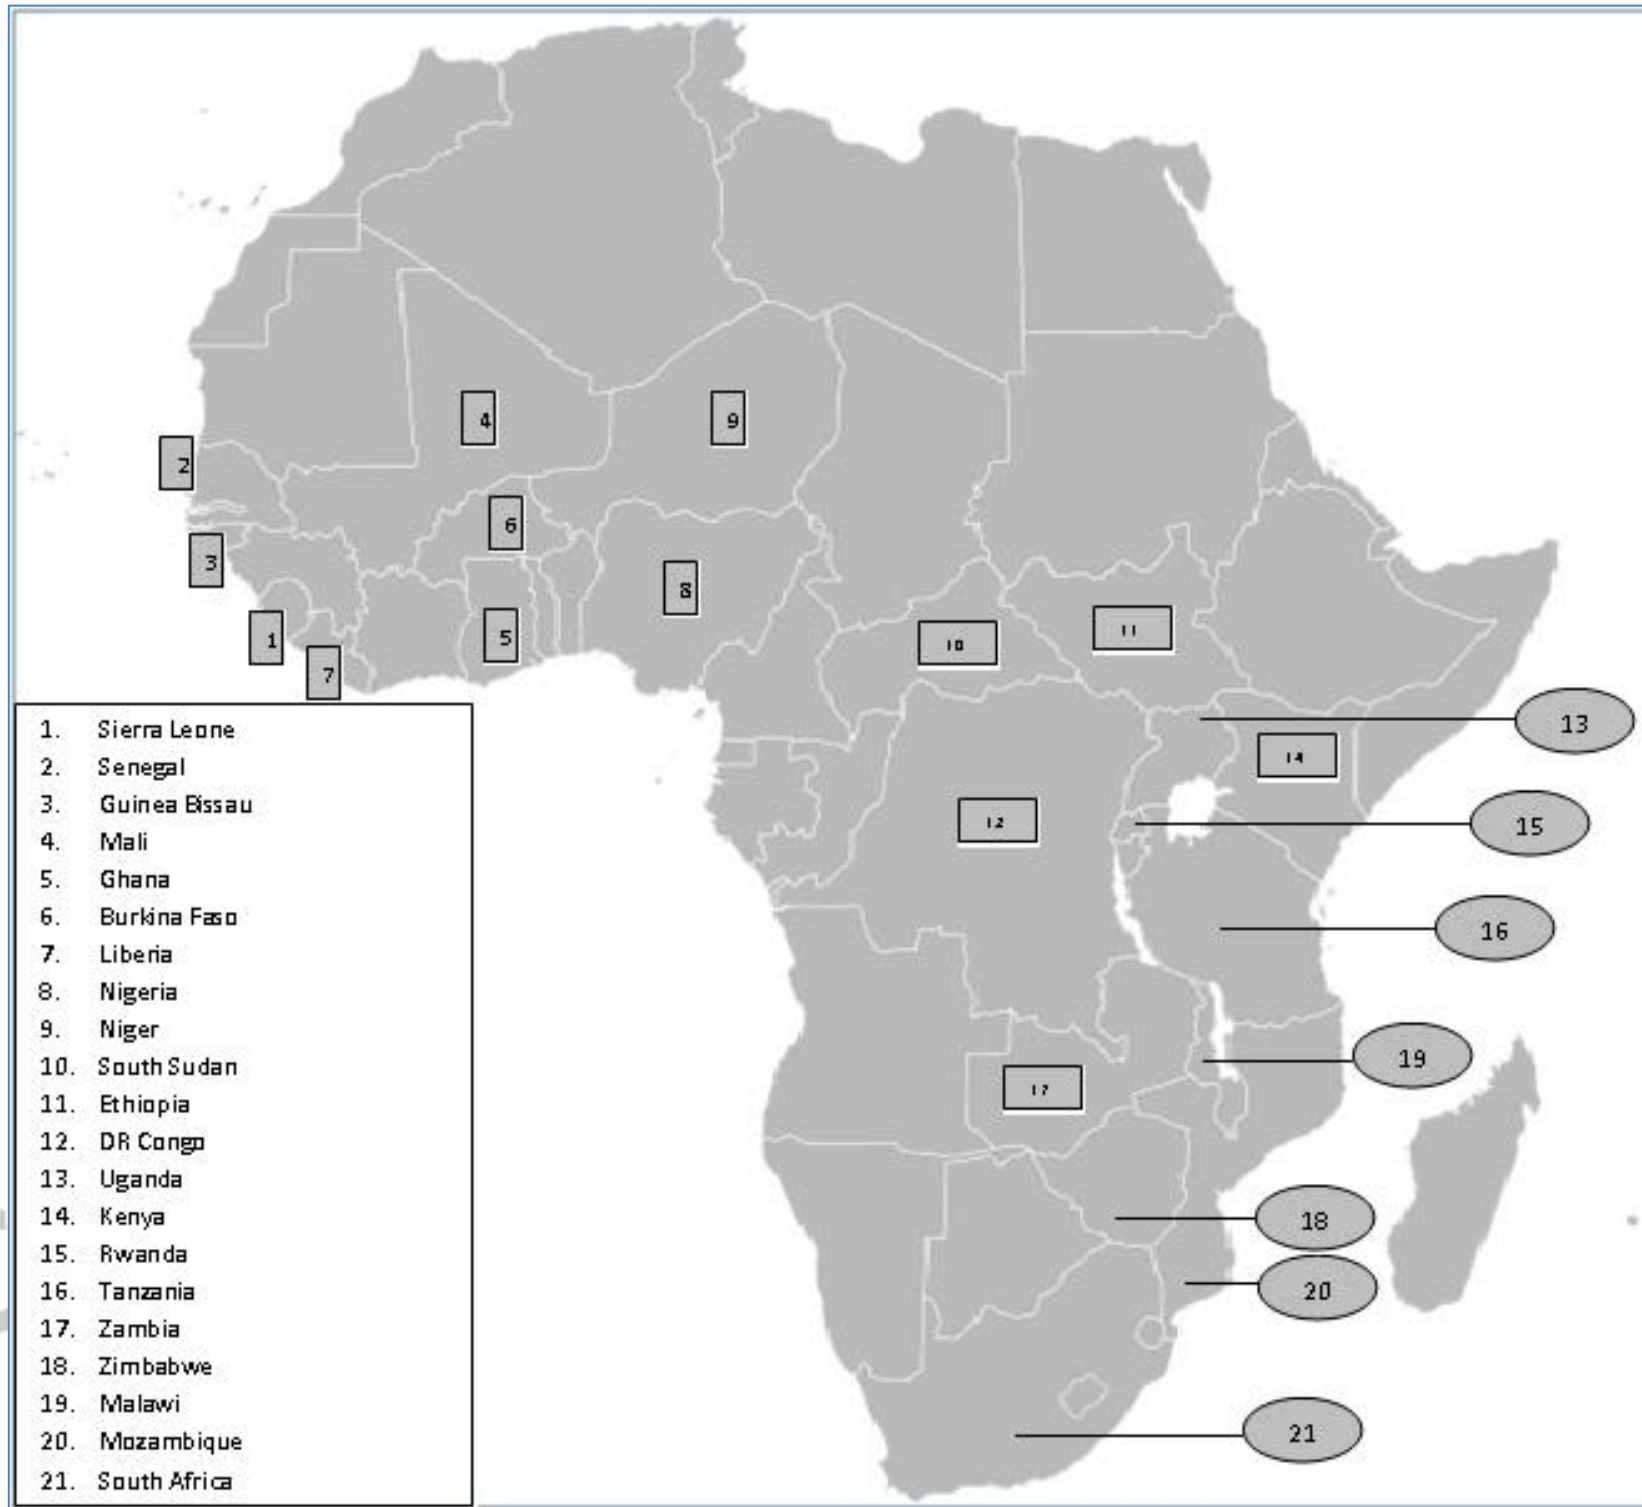 4
9
2
6
3
8
1
5
7
10
11
13
14
12
15
16
19
17
18
20
21
1. Sierra Leone
2. Senegal
3. Guinea Bissau
4. Mali
5. Ghana
6. Burkina Faso
7. Liberia
8. Nigeria
9. Niger
10. South Sudan
11. Ethiopia
12. DR Congo
13. Uganda
14. Kenya
15. Rwanda
16. Tanzania
17. Zambia
18. Zimbabwe
19. Malawi
20. Mozambique
21. South Africa